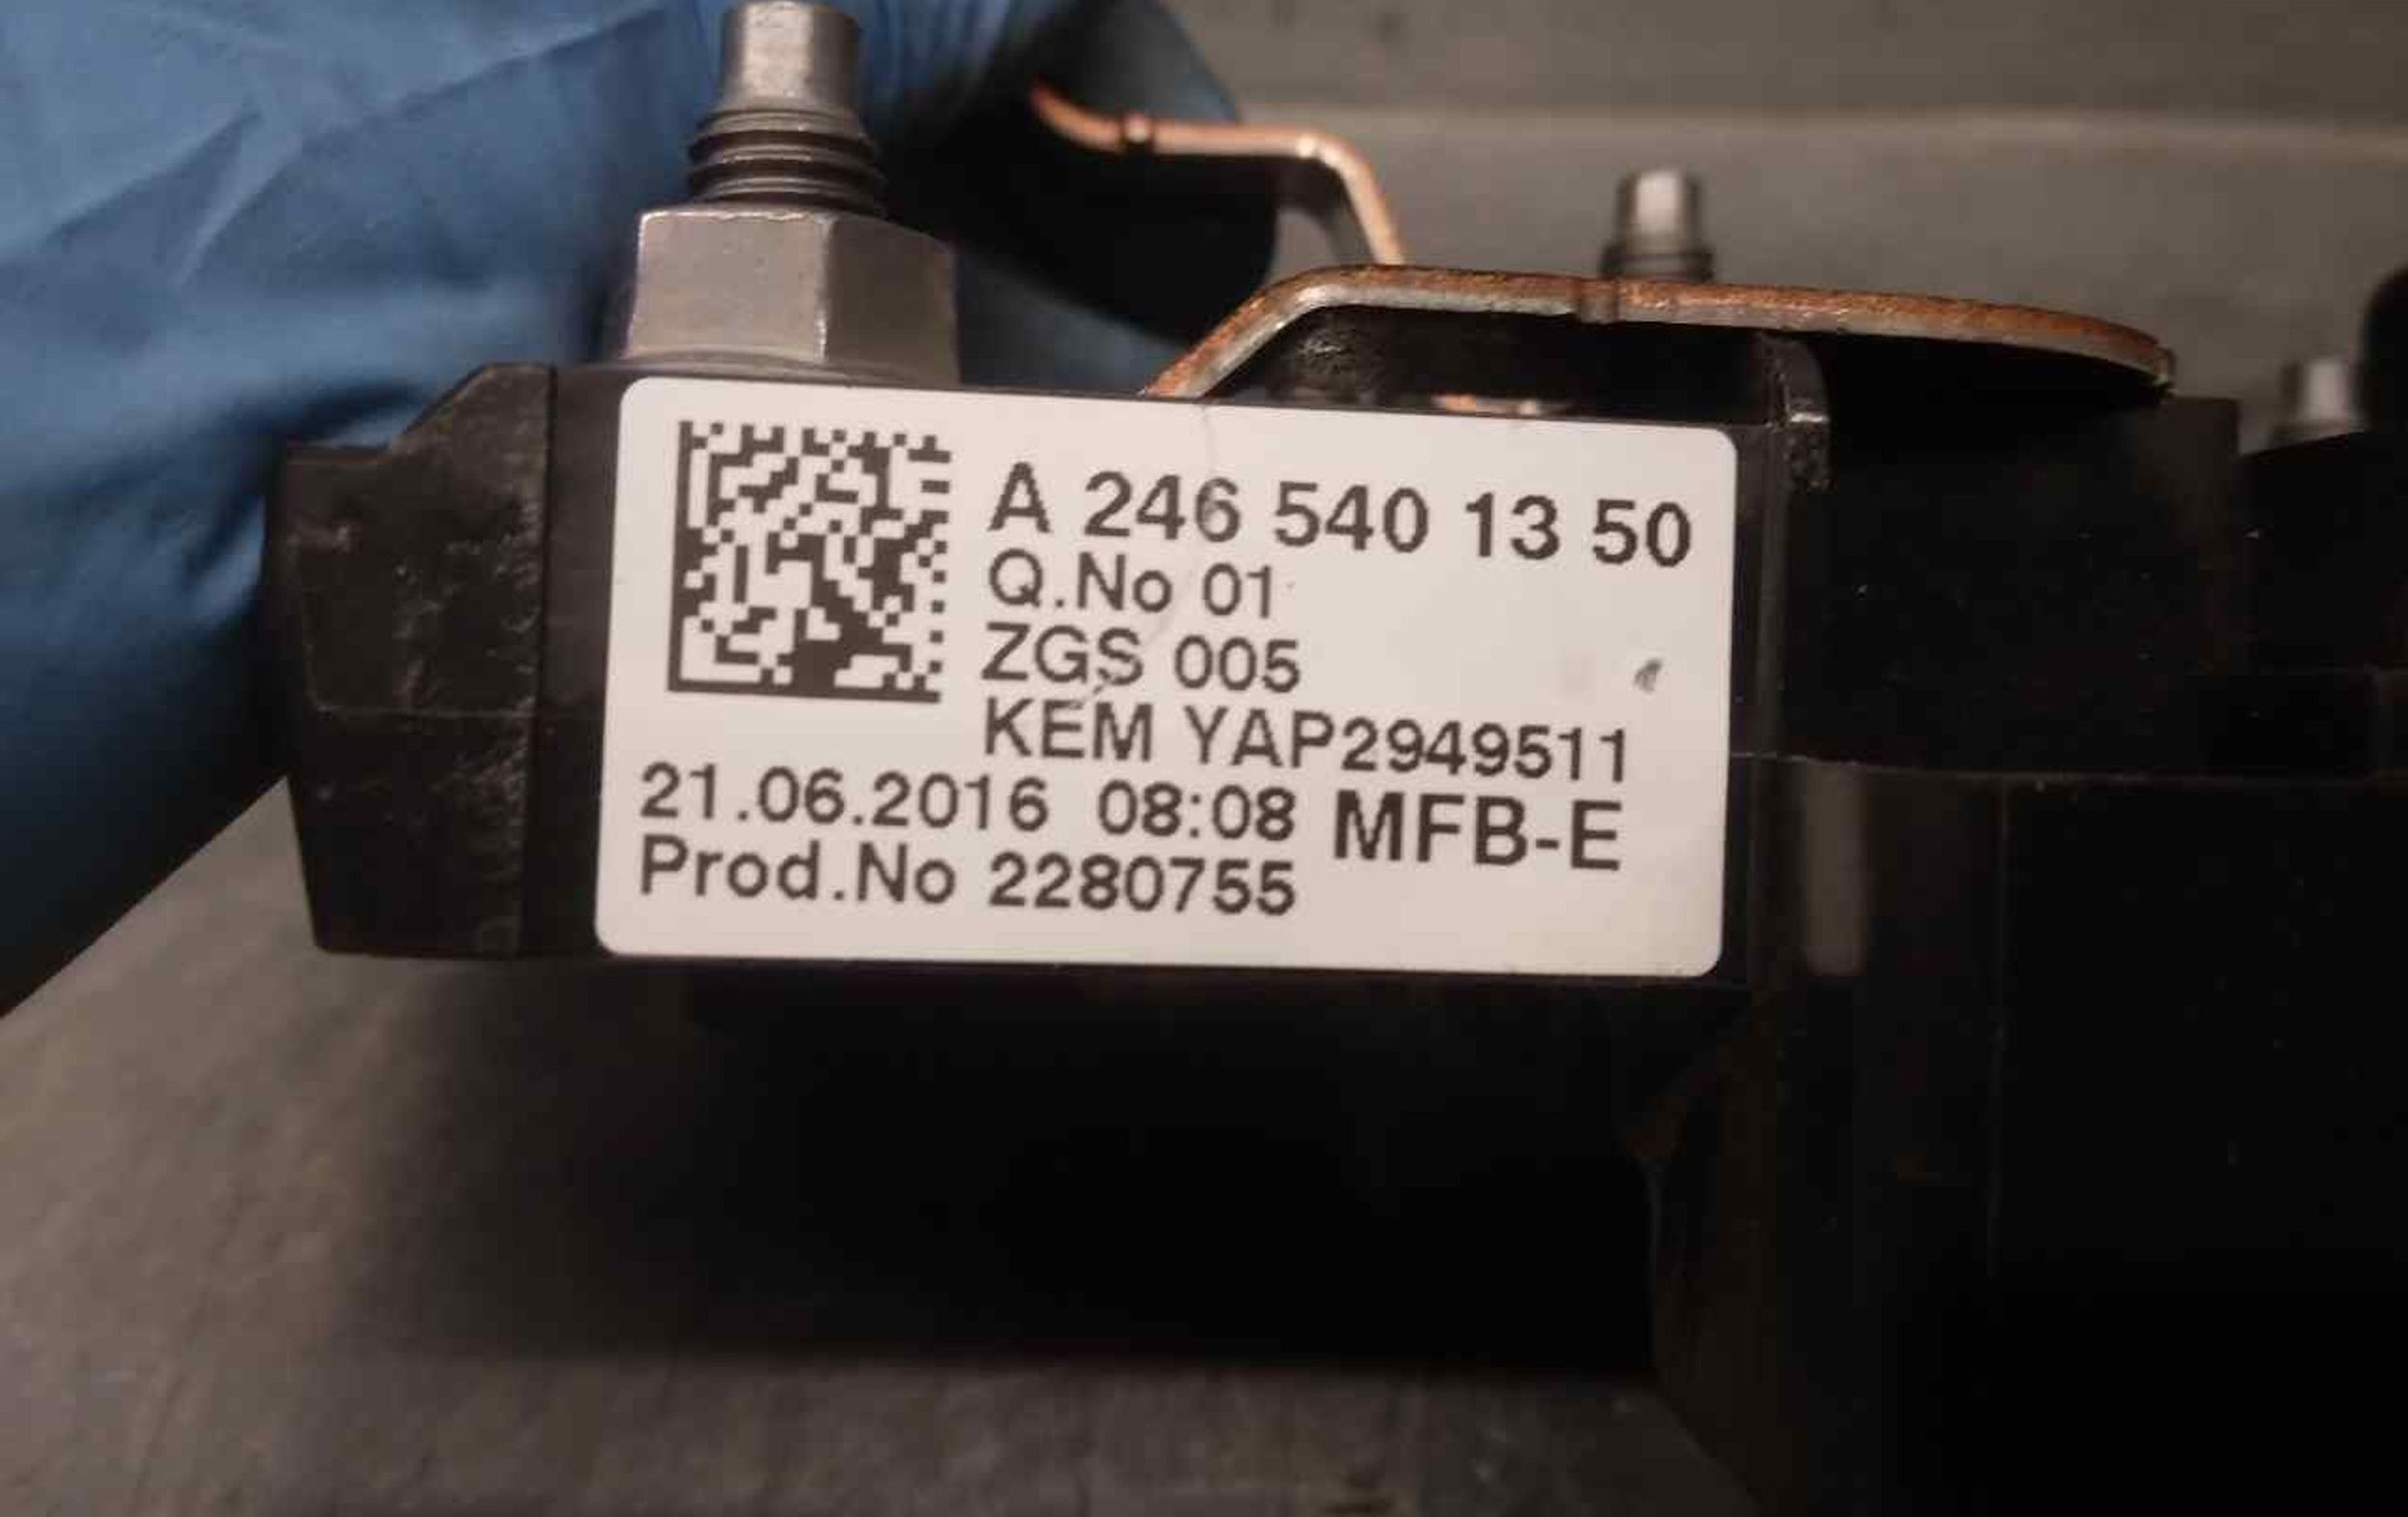 A 246 540 13 50
Q.No 01
ZGS 005
KEM YAP2949511
21.06.2016 08:08 MFB-E
Prod.No 2280755